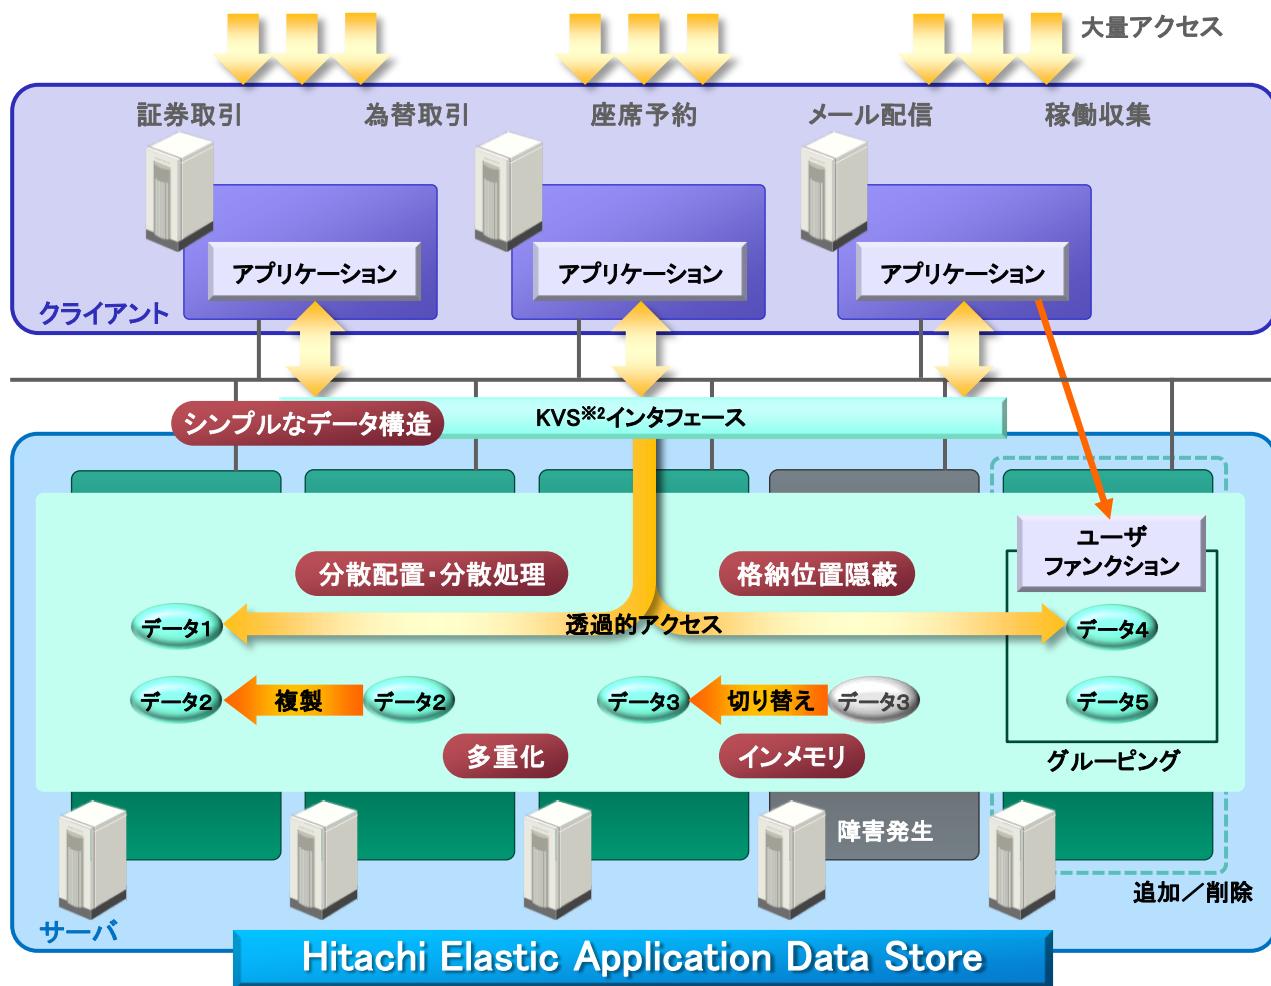 大量アクセス
証券取引
為替取引
座席予約
メール配信
稼働収集
アプリケーション
アプリケーション
アプリケーション
クライアント
シンプルなデータ構造
KVS※2インタフェース
ユーザ
ファンクション
分散配置・分散処理
格納位置隠蔽
データ1
透過的アクセス
データ4
データ2
複製
データ2
データ3
切り替え
データ3
データ5
多重化
インメモリ
グルーピング
障害発生
追加／削除
サーバ
Hitachi Elastic Application Data Store